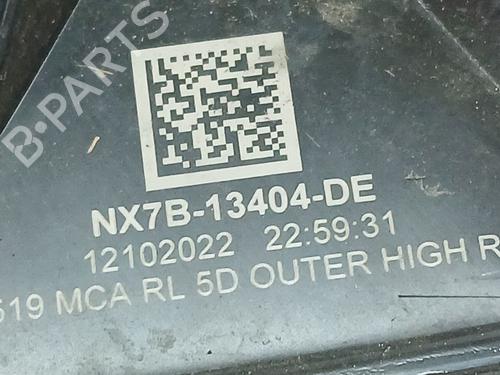 B-PARTS
NX7B-13404-DE
12102022 22:59:31
519 MCA RL 5D OUTER HIGH R